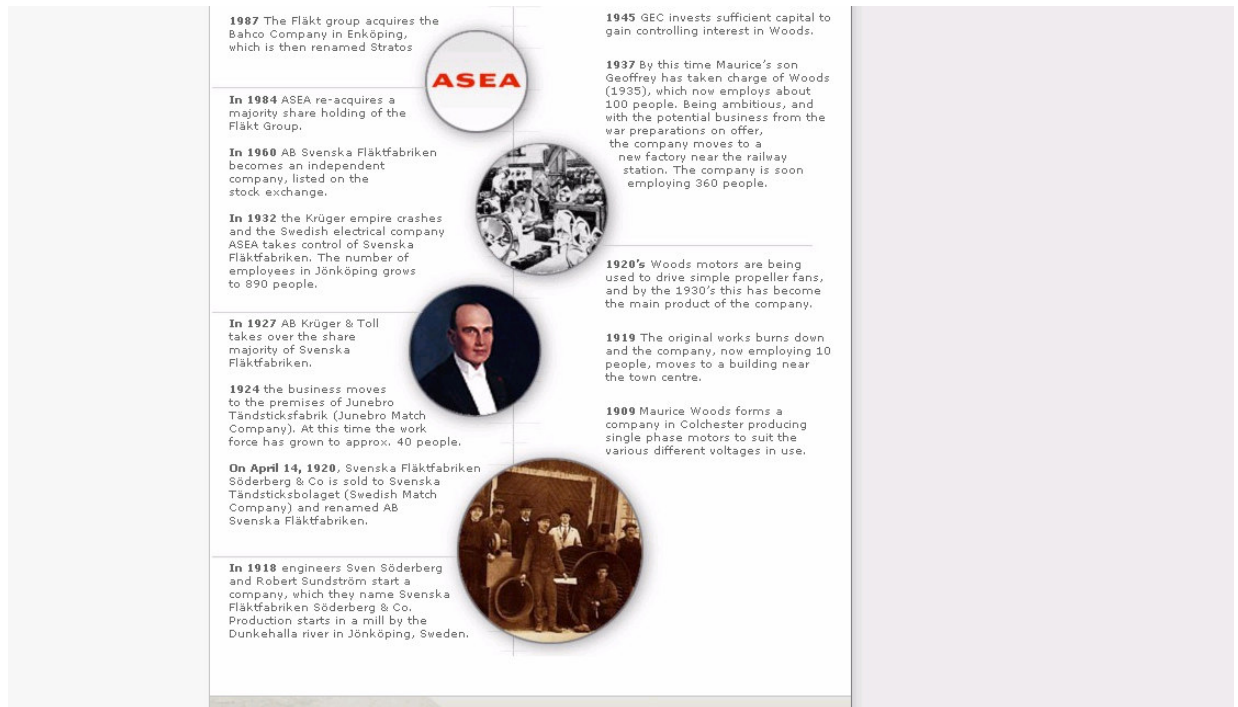 1987 The Fläkt group acquires the
Bahco Company in Enköping,
which is then renamed Stratos
ASEA
In 1984 ASEA re-acquires a
majority share holding of the
Fläkt Group.
In 1960 AB Svenska Fläktfabriken
becomes an independent
company, listed on the
stock exchange.
In 1932 the Krüger empire crashes
and the Swedish electrical company
ASEA takes control of Svenska
Fläktfabriken. The number of
employees in Jönköping grows
to 890 people.
In 1927 AB Krüger & Toll
takes over the share
majority of Svenska
Fläktfabriken.
1924 the business moves
to the premises of Junebro
Tändsticksfabrik (Junebro Match
Company). At this time the work
force has grown to approx. 40 people.
On April 14, 1920, Svenska Fläktfabriken
Söderberg & Co is sold to Svenska
Tändsticksbolaget (Swedish Match
Company) and renamed AB
Svenska Fläktfabriken.
In 1918 engineers Sven Söderberg
and Robert Sundström start a
company, which they name Svenska
Fläktfabriken Söderberg & Co.
Production starts in a mill by the
Dunkehalla river in Jönköping, Sweden.
1945 GEC invests sufficient capital to
gain controlling interest in Woods.
1937 By this time Maurice's son
Geoffrey has taken charge of Woods
(1935), which now employs about
100 people. Being ambitious, and
with the potential business from the
war preparations on offer,
the company moves to a
new factory near the railway
station. The company is soon
employing 360 people.
1920's Woods motors are being
used to drive simple propeller fans,
and by the 1930's this has become
the main product of the company.
1919 The original works burns down
and the company, now employing 10
people, moves to a building near
the town centre.
1909 Maurice Woods forms a
company in Colchester producing
single phase motors to suit the
various different voltages in use.